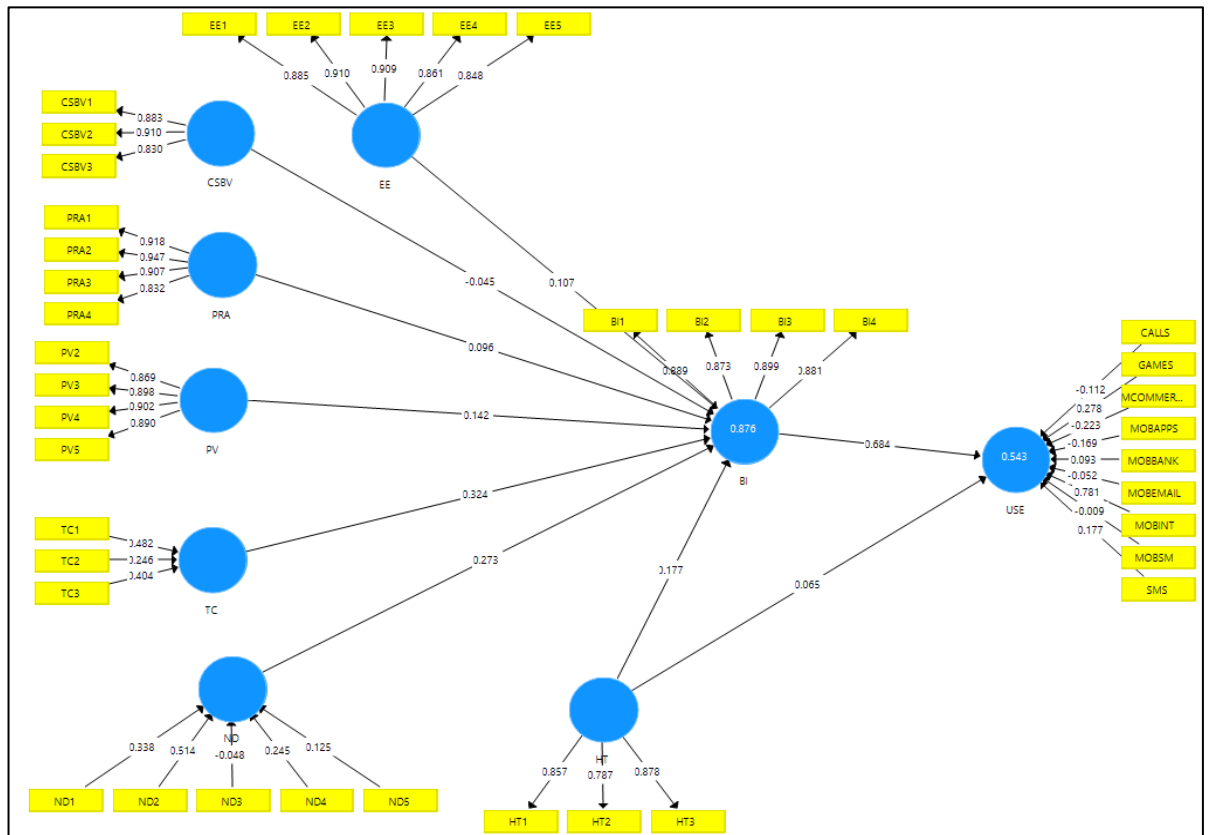 EE1
EE2
EE3
EE4
EE5
0.885
0.910
0.909
0.861
0.848
EE
CSBV1
CSBV2
CSBV3
0.883
0.910
0.830
CSBV
PRA1
PRA2
PRA3
PRA4
0.918
0.947
0.907
0.832
PRA
PV2
PV3
PV4
PV5
0.869
0.898
0.902
0.890
PV
TC1
TC2
TC3
0.482
0.246
0.404
TC
ND
0.338
0.514
-0.048
0.245
0.125
ND1
ND2
ND3
ND4
ND5
-0.045
0.107
0.096
0.142
0.324
0.273
0.177
0.065
BI1
BI2
BI3
BI4
0.889
0.873
0.899
0.881
0.876
BI
0.684
0.543
USE
HT
0.857
0.787
0.878
HT1
HT2
HT3
-0.112
0.278
-0.223
-0.169
0.093
-0.052
0.781
-0.009
0.177
CALLS
GAMES
MCOMMER...
MOBAPPS
MOBBANK
MOBEMAIL
MOBINT
MOBSM
SMS